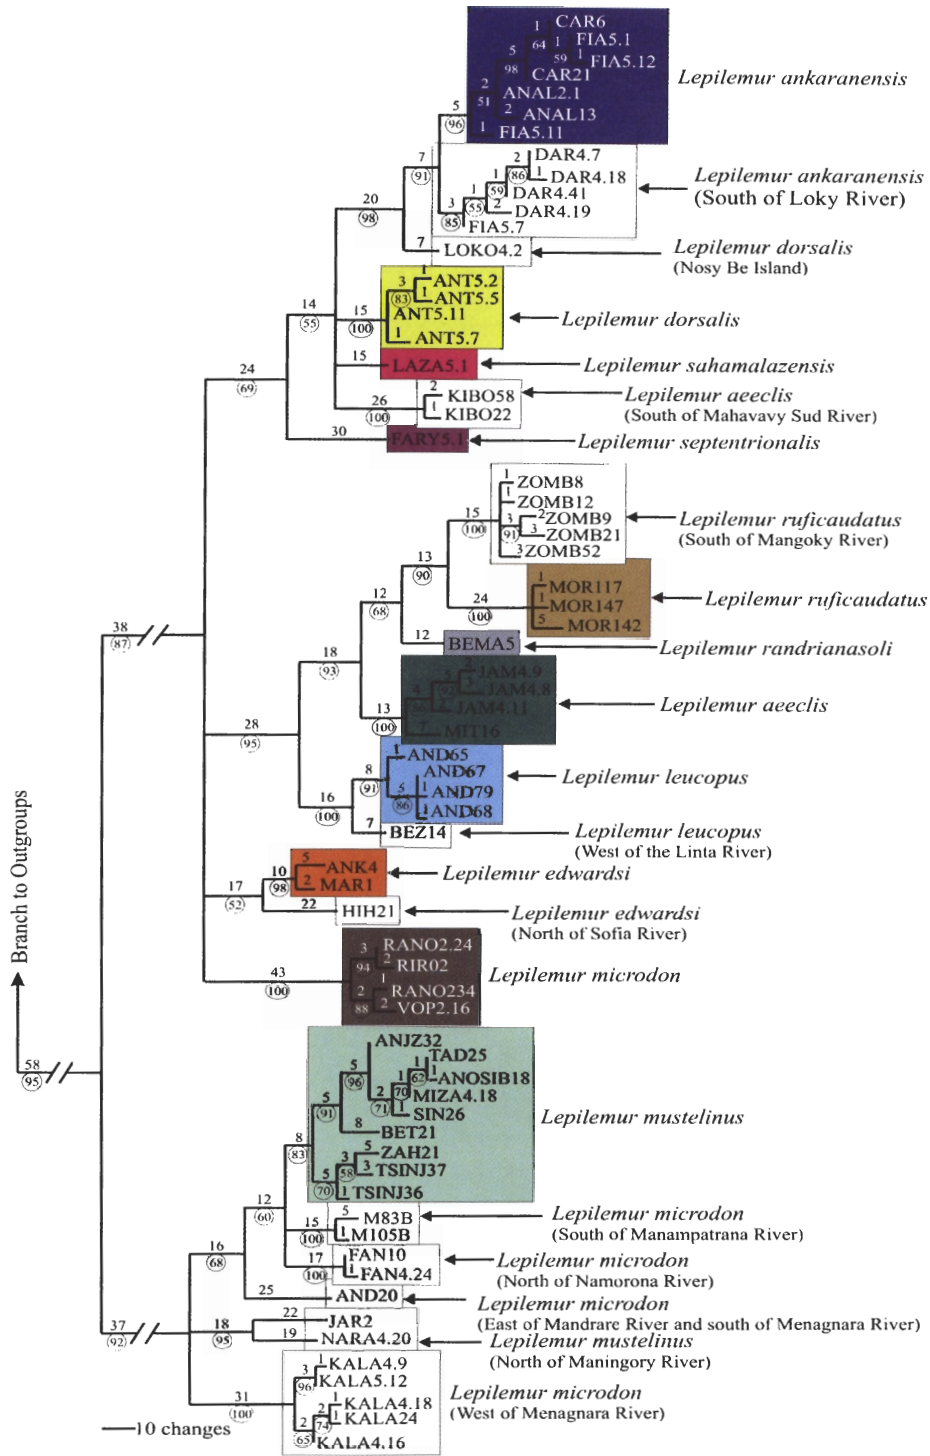 1 CAR6
64 1 FIA5.1
5 59 1 FIA5.12
98 CAR21
2 ANAL2.1
51 2 ANAL13
1 FIA5.11
Lepilemur ankaranensis
5
96
2 DAR4.7
86 1 DAR4.18
1
59 DAR4.41
1
55 2 DAR4.19
3
85 FIA5.7
Lepilemur ankaranensis
(South of Loky River)
7
91
20
98
7 LOKO4.2
Lepilemur dorsalis
(Nosy Be Island)
1 ANT5.2
3
83 1 ANT5.5
ANT5.11
1 ANT5.7
15
100
Lepilemur dorsalis
14
55
15 LAZA5.1
Lepilemur sahamalazensis
2 KIBO58
1 KIBO22
26
100
Lepilemur aeeclis
(South of Mahavavy Sud River)
24
69
30 FARY5.1
Lepilemur septentrionalis
1 ZOMB8
1 ZOMB12
3 2 ZOMB9
91 3 ZOMB21
3 ZOMB52
15
100
Lepilemur ruficaudatus
(South of Mangoky River)
13
90
1 MOR117
1 MOR147
5 MOR142
24
100
Lepilemur ruficaudatus
12
68
12 BEMA5
Lepilemur randrianasoli
38
87
18
93
2 JAM4.9
5 3 JAM4.8
4 92
2 JAM4.11
7 MIT16
13
100
Lepilemur aeeclis
28
95
1 AND65
AND67
5 1 AND79
86 1 AND68
8
91
Lepilemur leucopus
16
100
7 BEZ14
Lepilemur leucopus
(West of the Linta River)
5 ANK4
2 MAR1
10
98
Lepilemur edwardsi
17
52
22 HIH21
Lepilemur edwardsi
(North of Sofia River)
3 RANO2.24
94 2 RIR02
1
2 RANO234
88 2 VOP2.16
43
100
Lepilemur microdon
Branch to Outgroups
58
95
ANJZ32
1 TAD25
62 1 ANOSIB18
1
70 MIZA4.18
2
71 1 SIN26
5
96
8 BET21
5
91
5 ZAH21
3
58 3 TSINJ37
5
70 1 TSINJ36
Lepilemur mustelinus
8
83
5 M83B
1 M105B
15
100
Lepilemur microdon
(South of Manampatrana River)
12
60
FAN10
1 FAN4.24
17
100
Lepilemur microdon
(North of Namorona River)
16
68
25 AND20
Lepilemur microdon
(East of Mandrare River and south of Menagnara River)
37
92
22 JAR2
19 NARA4.20
18
95
Lepilemur mustelinus
(North of Maningory River)
1 KALA4.9
3
96 KALA5.12
1 KALA4.18
2
74 1 KALA24
2
65 KALA4.16
31
100
Lepilemur microdon
(West of Menagnara River)
10 changes